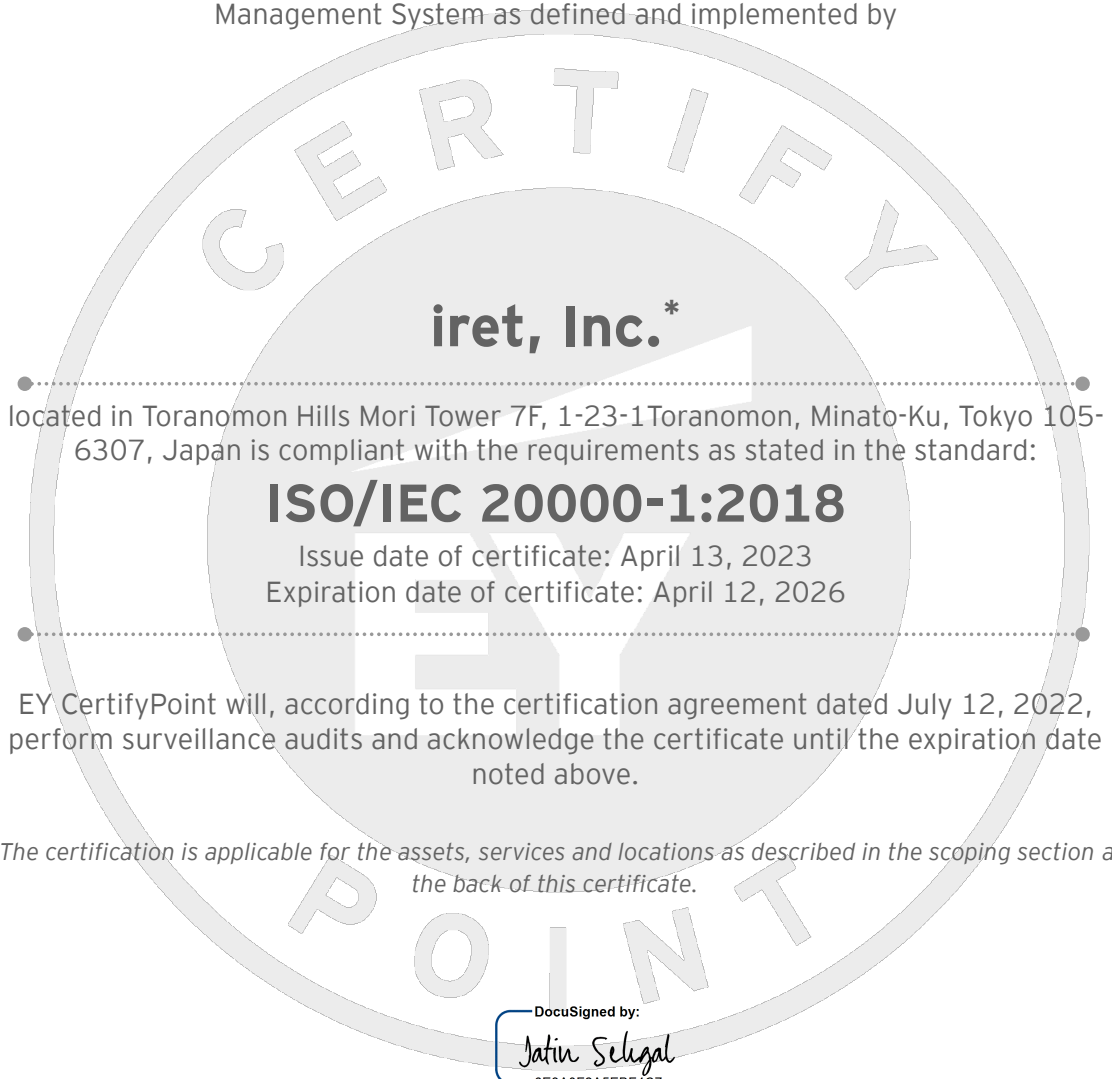 Management System as defined and implemented by
CERTIFY
iret, Inc.*
located in Toranomon Hills Mori Tower 7F, 1-23-1Toranomon, Minato-Ku, Tokyo 105-
6307, Japan is compliant with the requirements as stated in the standard:
ISO/IEC 20000-1:2018
Issue date of certificate: April 13, 2023
Expiration date of certificate: April 12, 2026
EY
EY CertifyPoint will, according to the certification agreement dated July 12, 2022,
perform surveillance audits and acknowledge the certificate until the expiration date
noted above.
The certification is applicable for the assets, services and locations as described in the scoping section
the back of this certificate.
POINT
DocuSigned by:
Jatin Sehgal